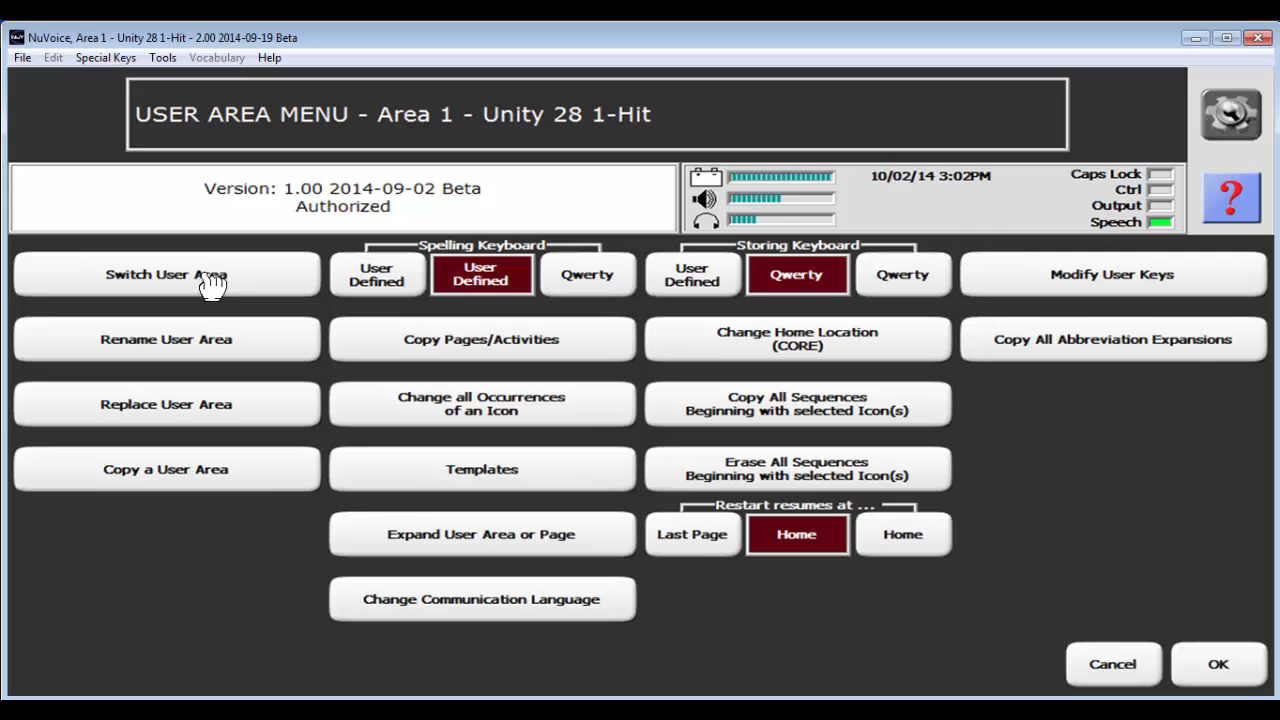 NuVoice, Area 1 - Unity 28 1-Hit - 2.00 2014-09-19 Beta
File Edit Special Keys Tools Vocabulary Help
USER AREA MENU - Area 1 - Unity 28 1-Hit
Version: 1.00 2014-09-02 Beta
Authorized
10/02/14 3:02PM
Caps Lock
Ctrl
Output
Speech
?
Spelling Keyboard
Storing Keyboard
Switch User Area
User
Defined
User
Defined
Qwerty
User
Defined
Qwerty
Qwerty
Modify User Keys
Rename User Area
Copy Pages/Activities
Change Home Location
(CORE)
Copy All Abbreviation Expansions
Replace User Area
Change all Occurrences
of an Icon
Copy All Sequences
Beginning with selected Icon(s)
Copy a User Area
Templates
Erase All Sequences
Beginning with selected Icon(s)
Restart resumes at ...
Expand User Area or Page
Last Page
Home
Home
Change Communication Language
Cancel
OK